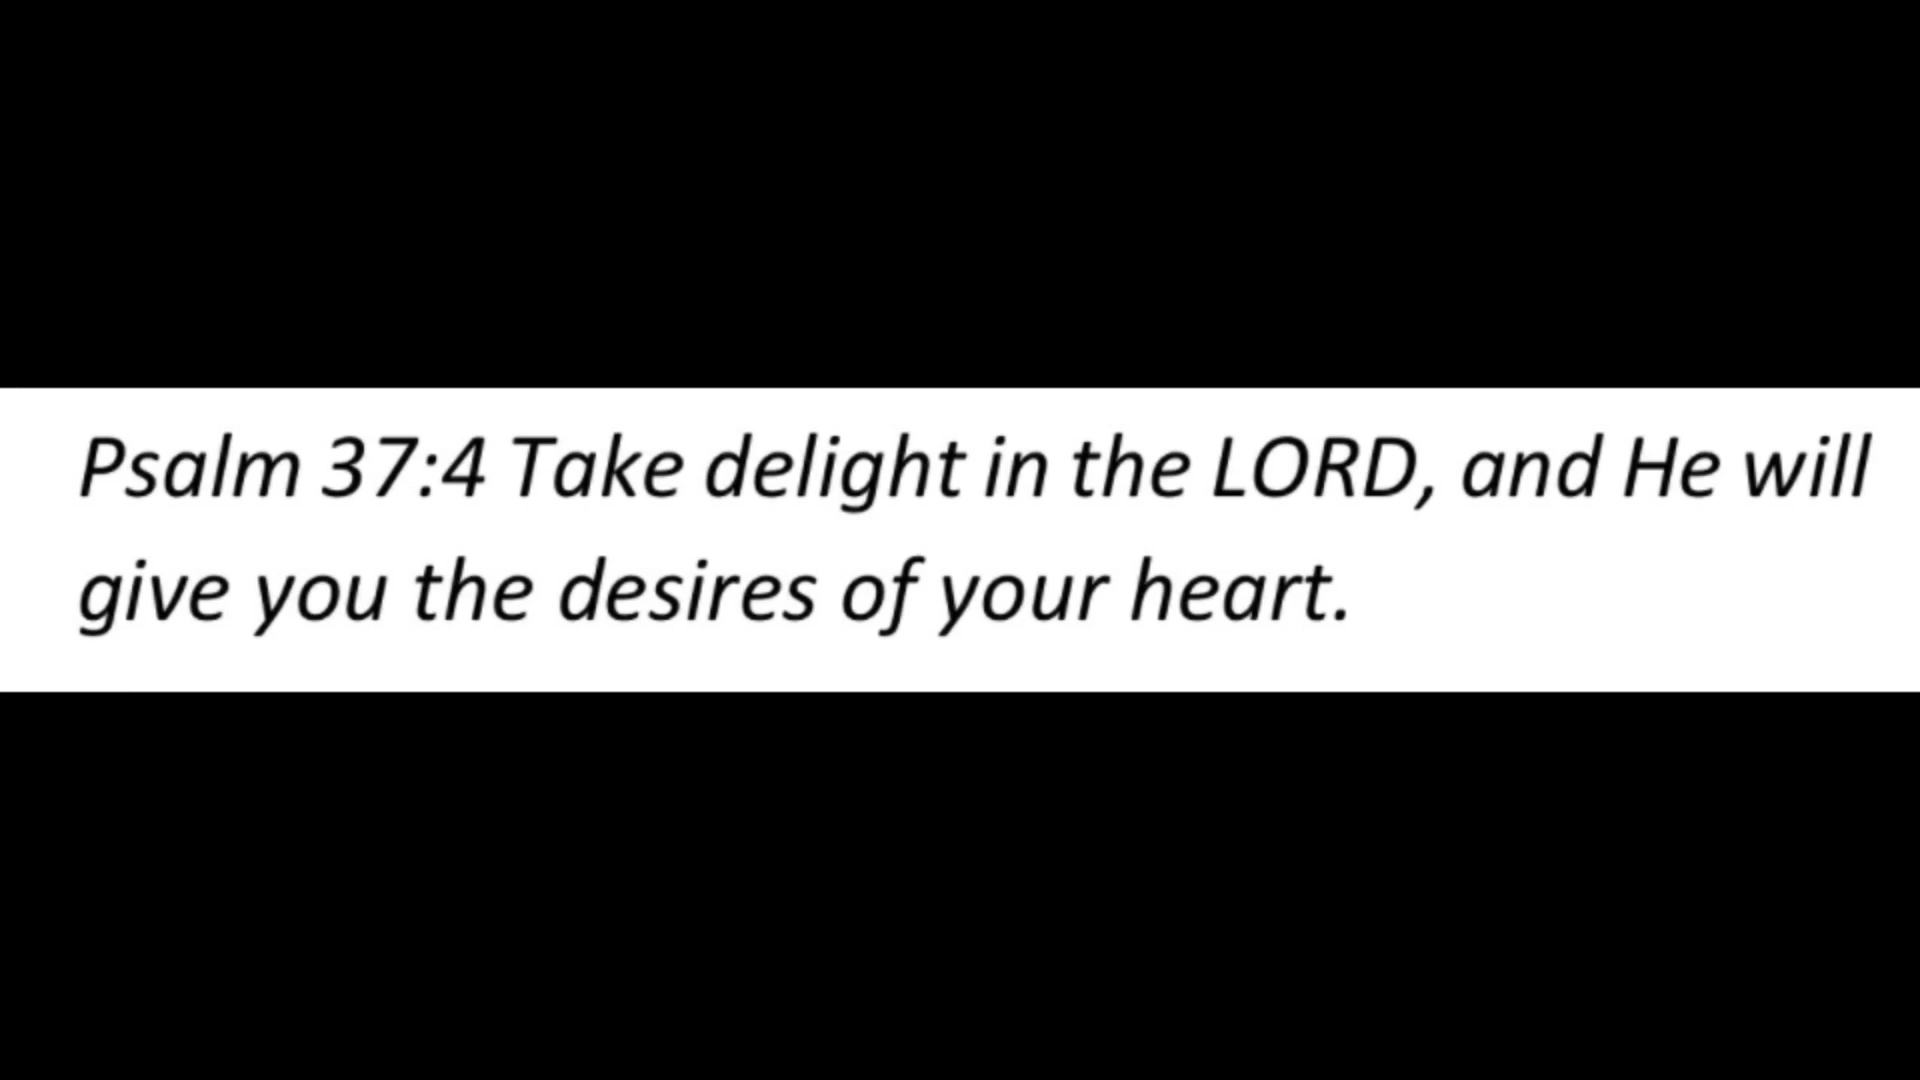 Psalm 37:4 Take delight in the LORD, and He will
give you the desires of your heart.